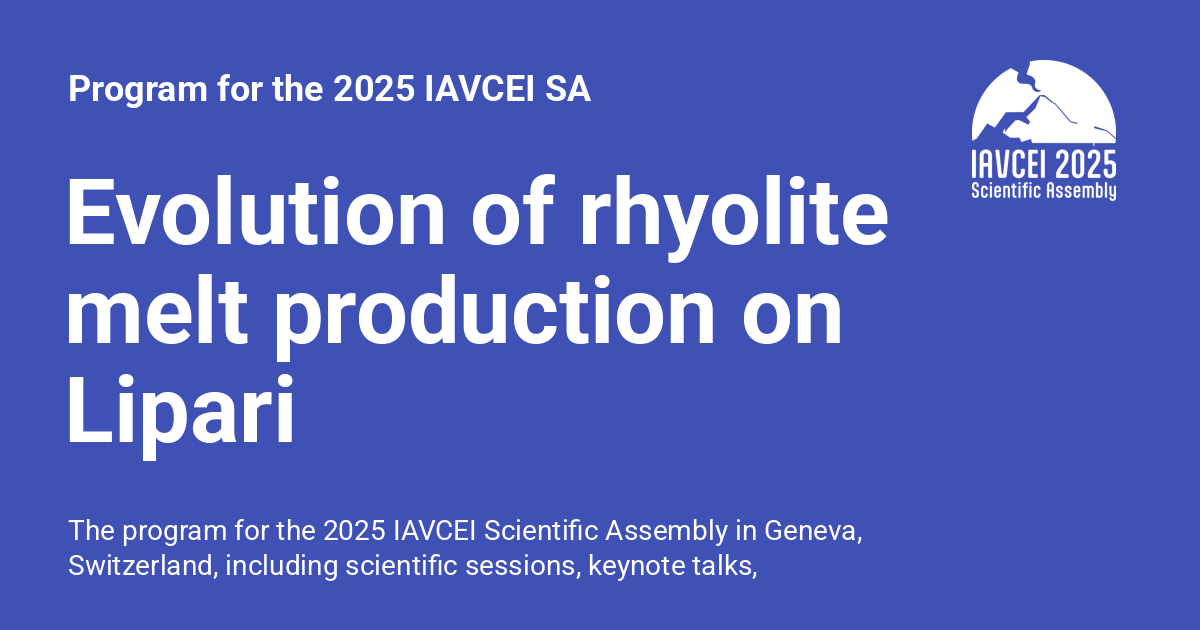 Program for the 2025 IAVCEI SA
IAVCEI 2025
Scientific Assembly
Evolution of rhyolite
melt production on
Lipari
The program for the 2025 IAVCEI Scientific Assembly in Geneva,
Switzerland, including scientific sessions, keynote talks,